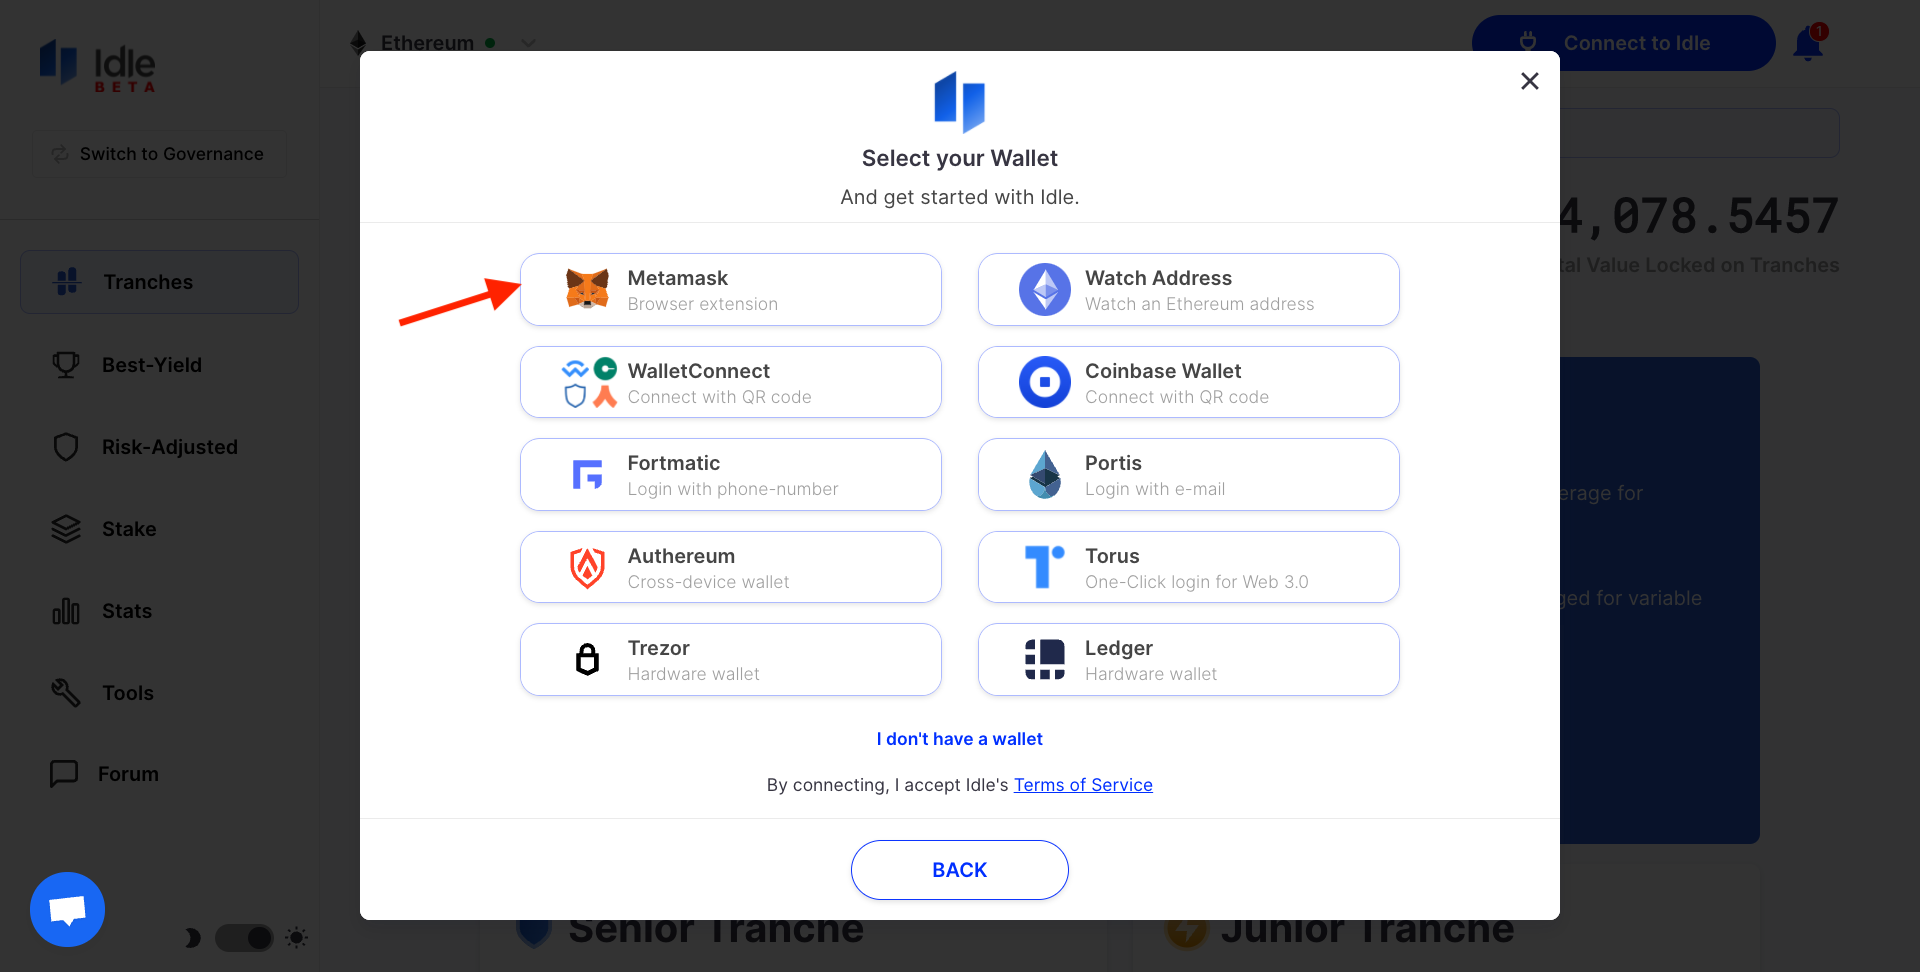 Idle
BETA
Ethereum
Connect to Idle
1
Switch to Governance
Tranches
Best-Yield
Risk-Adjusted
Stake
Stats
Tools
Forum
Select your Wallet
And get started with Idle.
Metamask
Browser extension
Watch Address
Watch an Ethereum address
WalletConnect
Connect with QR code
Coinbase Wallet
Connect with QR code
Fortmatic
Login with phone-number
Portis
Login with e-mail
Authereum
Cross-device wallet
Torus
One-Click login for Web 3.0
Trezor
Hardware wallet
Ledger
Hardware wallet
I don't have a wallet
By connecting, I accept Idle's Terms of Service
BACK
4,078.5457
Value Locked on Tranches
for
for variable
Senior Tranche
Junior Tranche